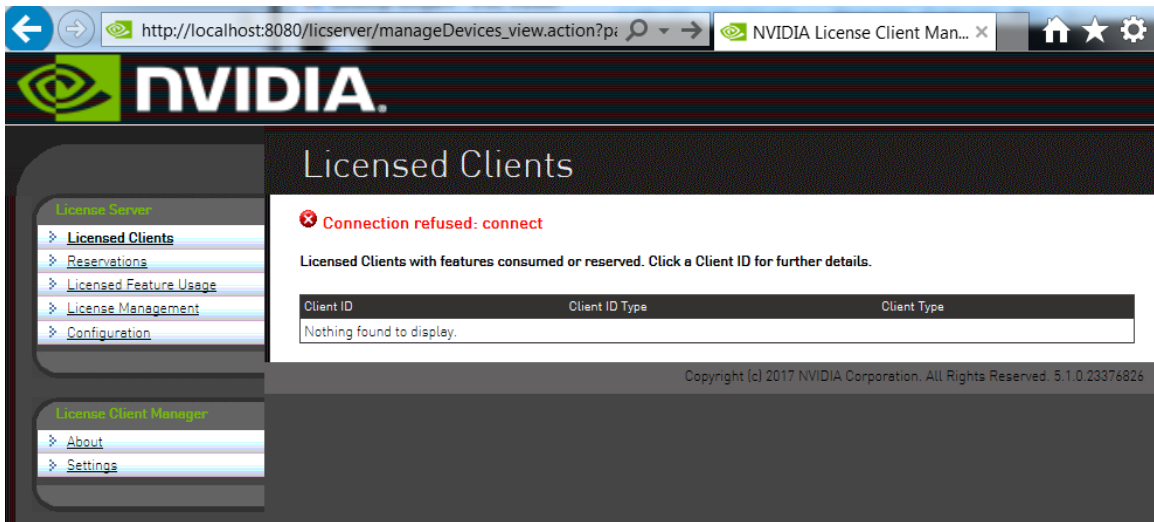 http://localhost:8080/licserver/manageDevices_view.action?pa
NVIDIA License Client Man...
NVIDIA.
Licensed Clients
License Server
Licensed Clients
Reservations
Licensed Feature Usage
License Management
Configuration
Connection refused: connect
Licensed Clients with features consumed or reserved. Click a Client ID for further details.
Client ID Client ID Type Client Type
Nothing found to display.
Copyright (c) 2017 NVIDIA Corporation. All Rights Reserved. 5.1.0.23376826
License Client Manager
About
Settings